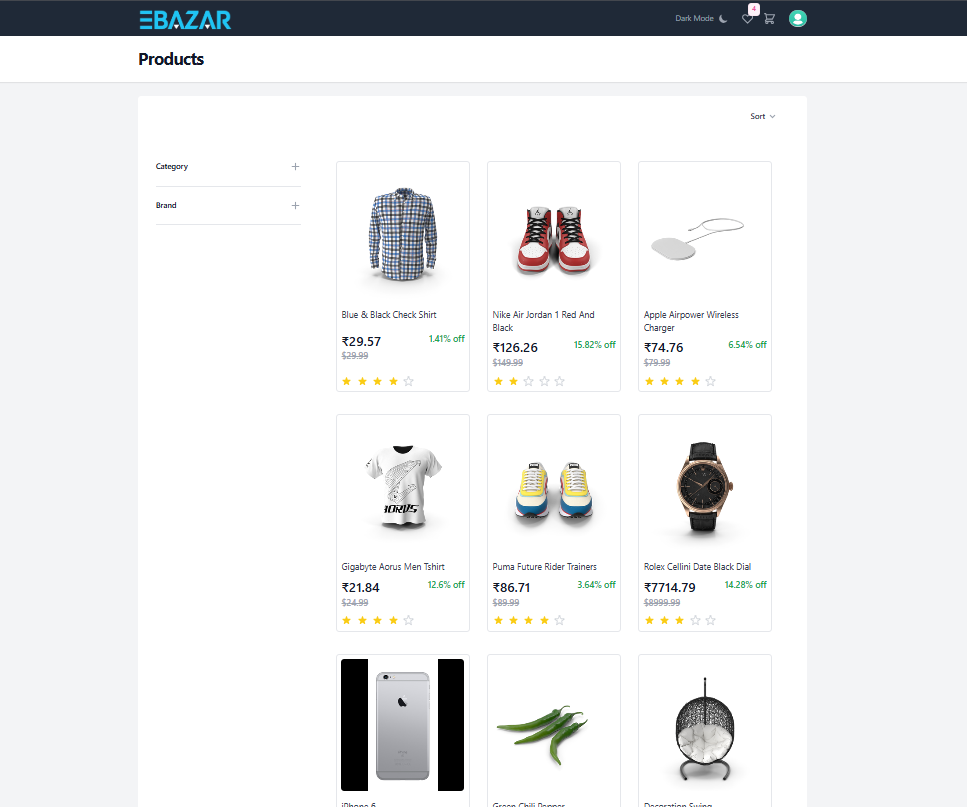 EBAZAR
Dark Mode
4
Products
Sort
Category
Brand
Blue & Black Check Shirt
₹29.57
1.41% off
$29.99
Nike Air Jordan 1 Red And
Black
₹126.26
15.82% off
$149.99
Apple Airpower Wireless
Charger
₹74.76
6.54% off
$79.99
Gigabyte Aorus Men Tshirt
₹21.84
12.6% off
$24.99
Puma Future Rider Trainers
₹86.71
3.64% off
$89.99
Rolex Cellini Date Black Dial
₹7714.79
14.28% off
$8999.99
iPhone 6
Green Chili Pepper
Decoration Swing